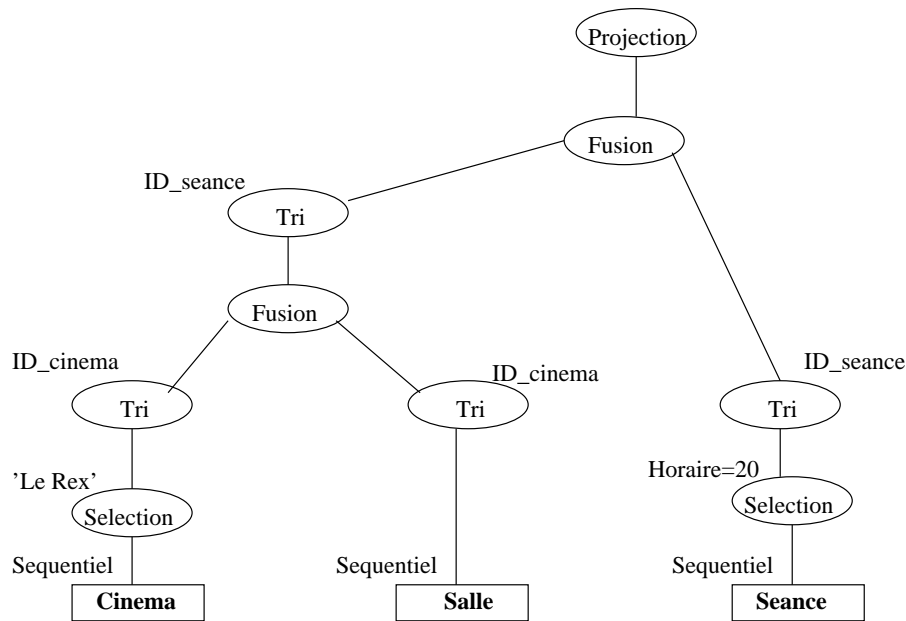 Projection
Fusion
ID_seance
Tri
Fusion
ID_cinema
ID_cinema
ID_seance
Tri
Tri
Tri
’Le Rex’
Horaire=20
Selection
Selection
Sequentiel
Sequentiel
Sequentiel
Cinema
Salle
Seance